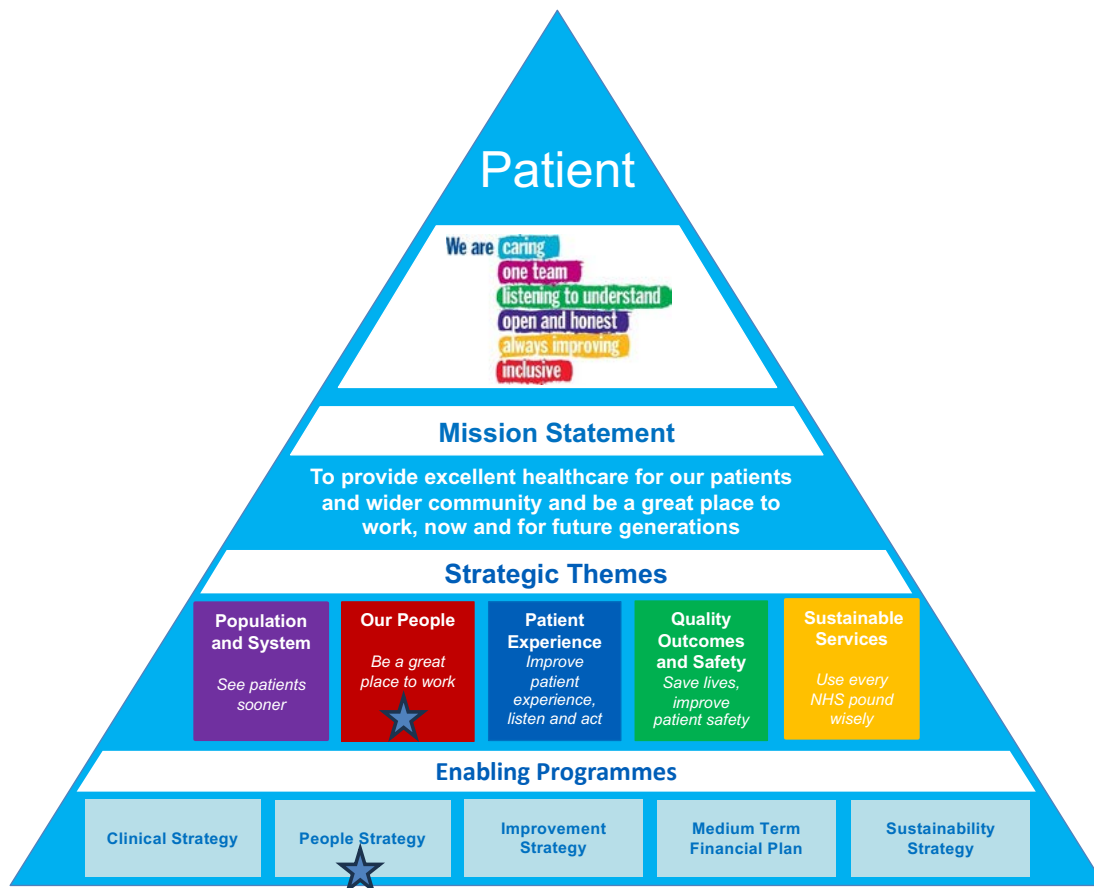 Patient
We are caring
one team
listening to understand
open and honest
always improving
inclusive
Mission Statement
To provide excellent healthcare for our patients
and wider community and be a great place to
work, now and for future generations
Strategic Themes
Population
and System
See patients
sooner
Our People
Be a great
place to work
Patient
Experience
Improve
patient
experience,
listen and act
Quality
Outcomes
and Safety
Save lives,
improve
patient safety
Sustainable
Services
Use every
NHS pound
wisely
Enabling Programmes
Clinical Strategy
People Strategy
Improvement
Strategy
Medium Term
Financial Plan
Sustainability
Strategy